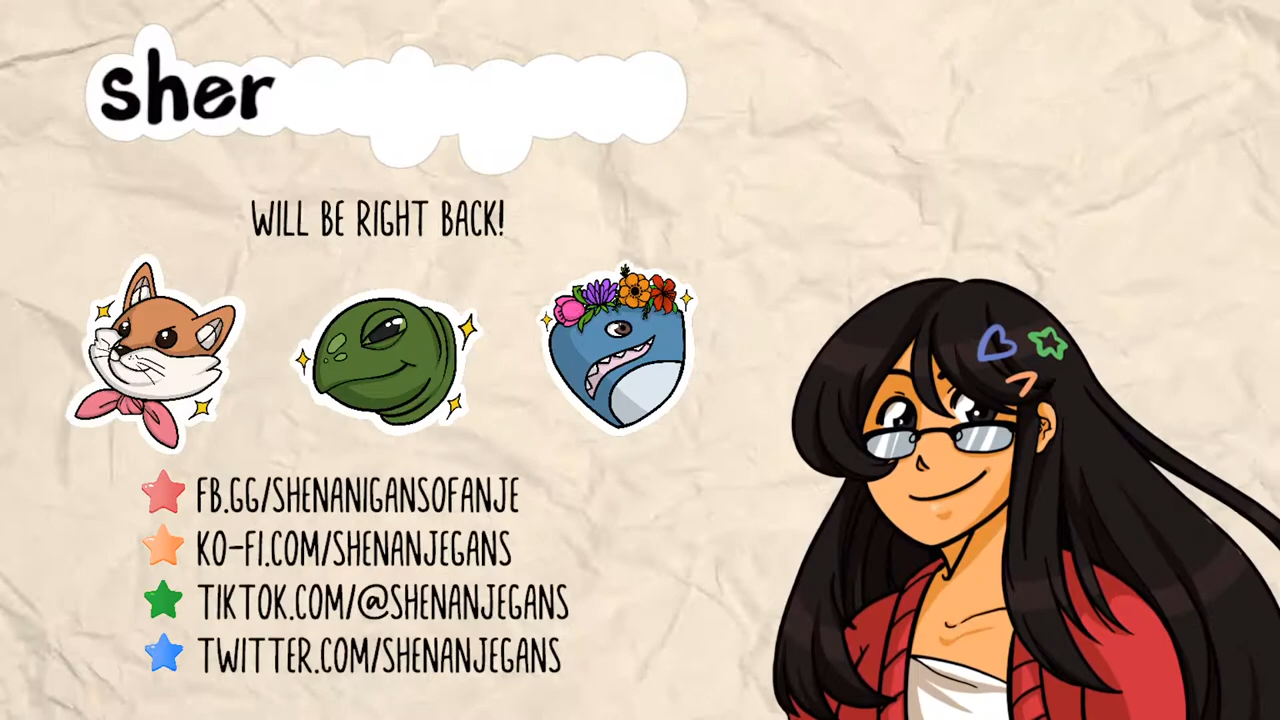 sher
WILL BE RIGHT BACK!
FB.GG/SHENANIGANSOFANJE
KO-FI.COM/SHENANJEGANS
TIKTOK.COM/@SHENANJEGANS
TWITTER.COM/SHENANJEGANS